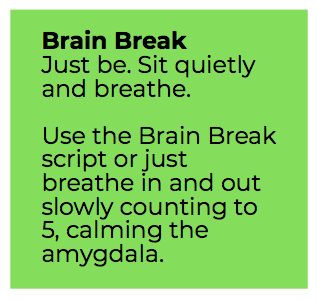 Brain Break
Just be. Sit quietly
and breathe.
Use the Brain Break
script or just
breathe in and out
slowly counting to
5, calming the
amygdala.